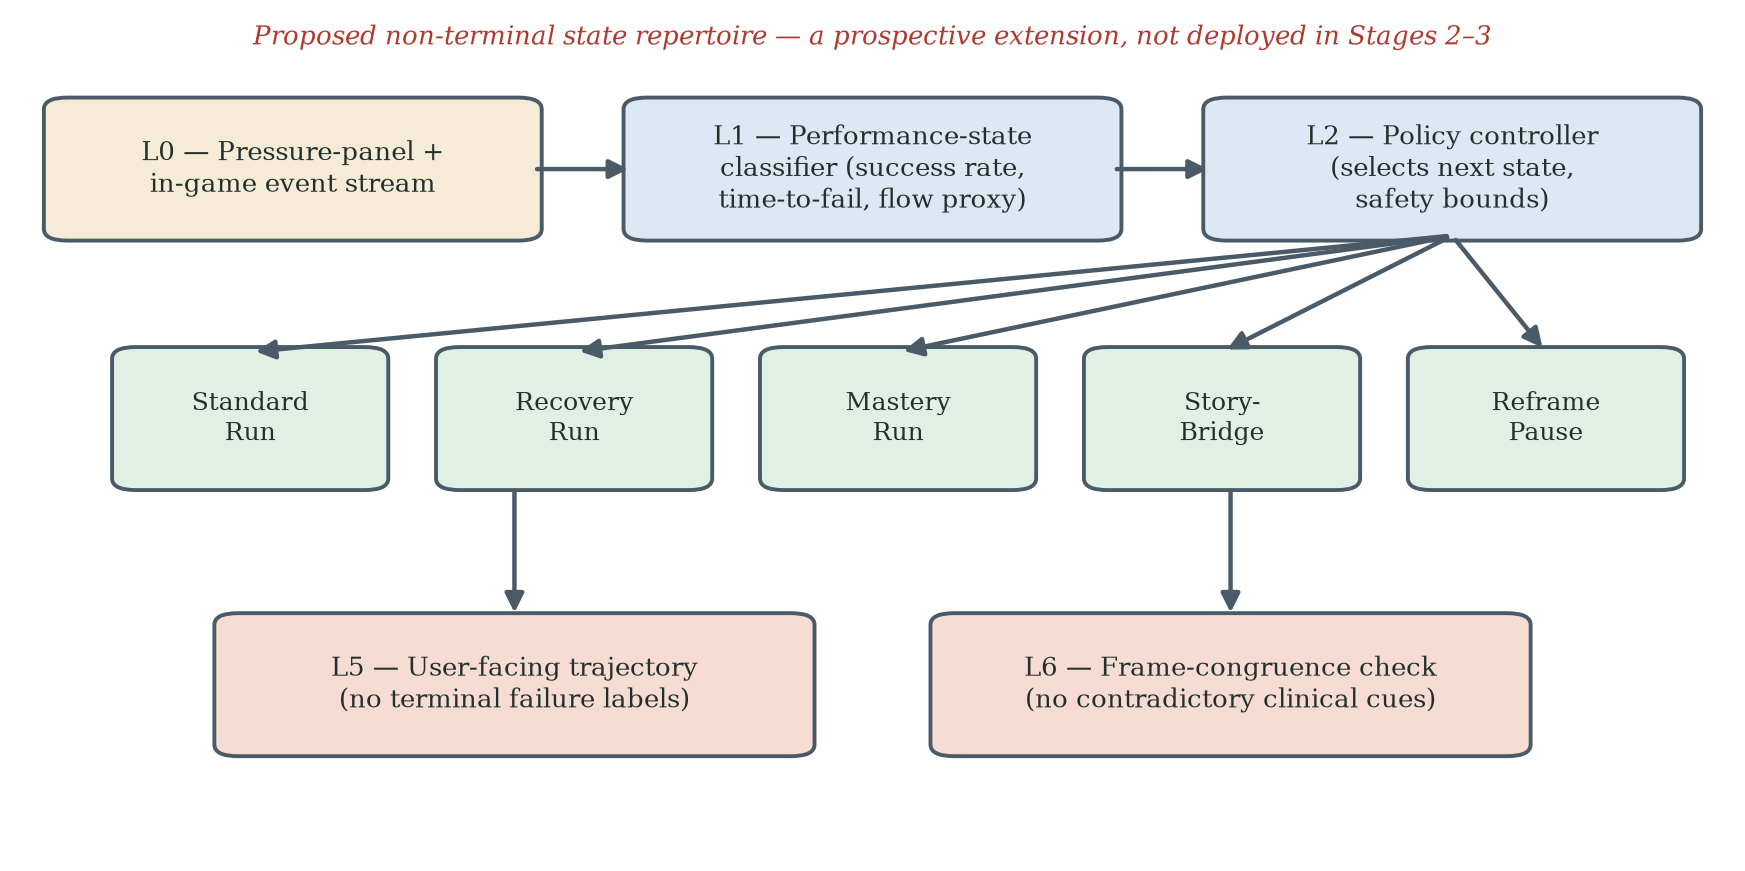 Proposed non-terminal state repertoire — a prospective extension, not deployed in Stages 2–3
L0 — Pressure-panel +
in-game event stream
L1 — Performance-state
classifier (success rate,
time-to-fail, flow proxy)
L2 — Policy controller
(selects next state,
safety bounds)
Standard
Run
Recovery
Run
Mastery
Run
Story-
Bridge
Reframe
Pause
L5 — User-facing trajectory
(no terminal failure labels)
L6 — Frame-congruence check
(no contradictory clinical cues)